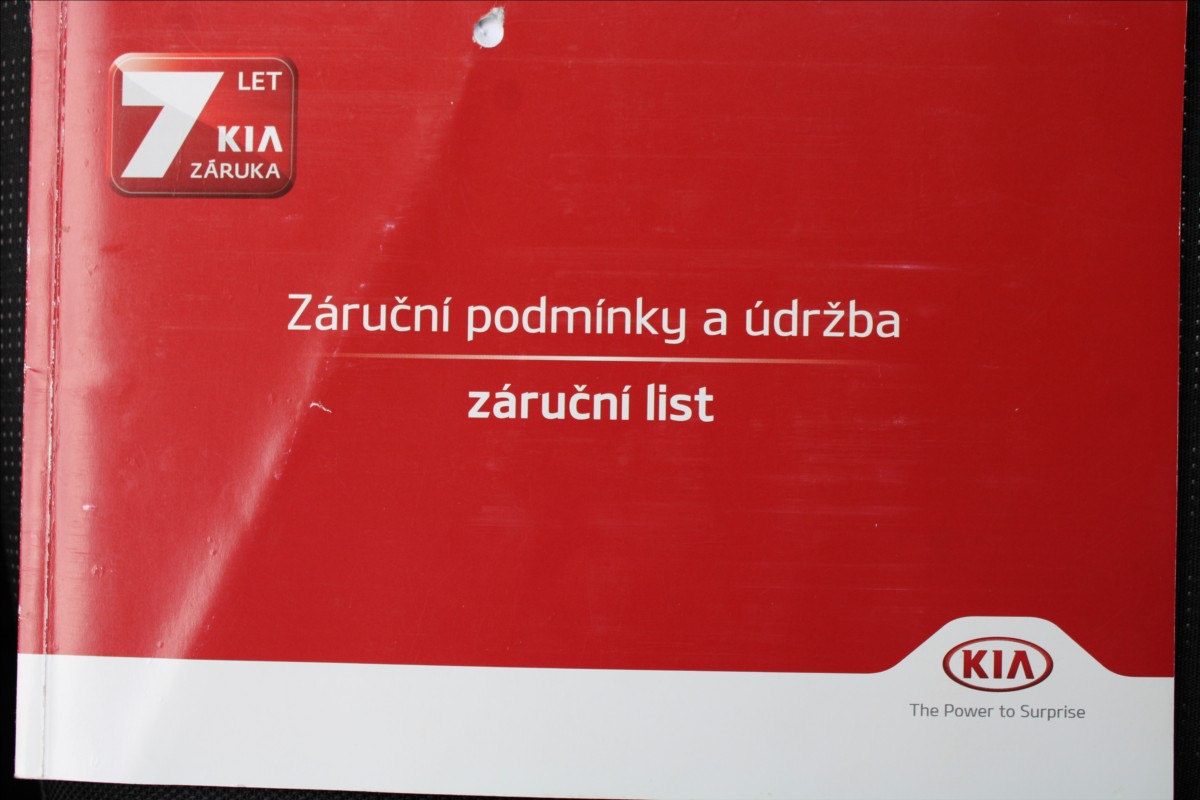 7 LET
KIA
ZÁRUKA
Záruční podmínky a údržba
záruční list
KIA
The Power to Surprise